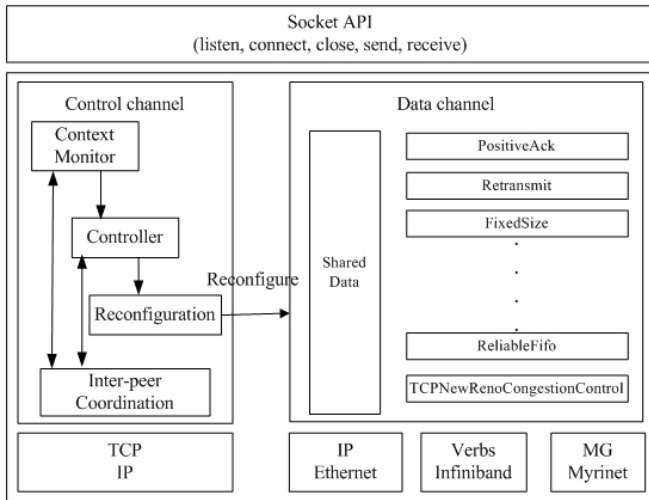 Socket API
(listen, connect, close, send, receive)
Control channel
Context
Monitor
Controller
Reconfiguration
Inter-peer
Coordination
Reconfigure
Data channel
Shared
Data
PositiveAck
Retransmit
FixedSize
ReliableFifo
TCPNewRenoCongestionControl
TCP
IP
IP
Ethernet
Verbs
Infiniband
MG
Myrinet